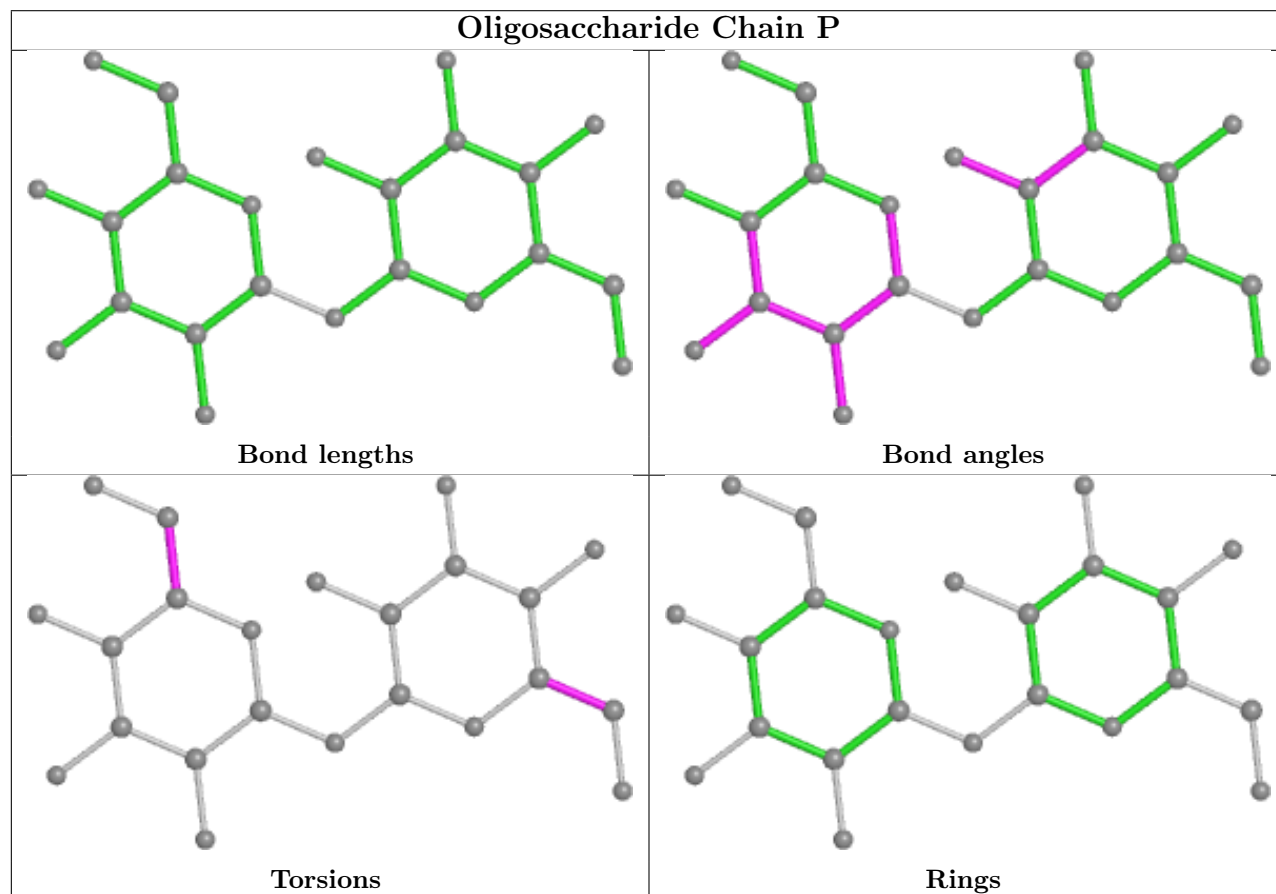 Oligosaccharide Chain P
Bond lengths
Bond angles
Torsions
Rings